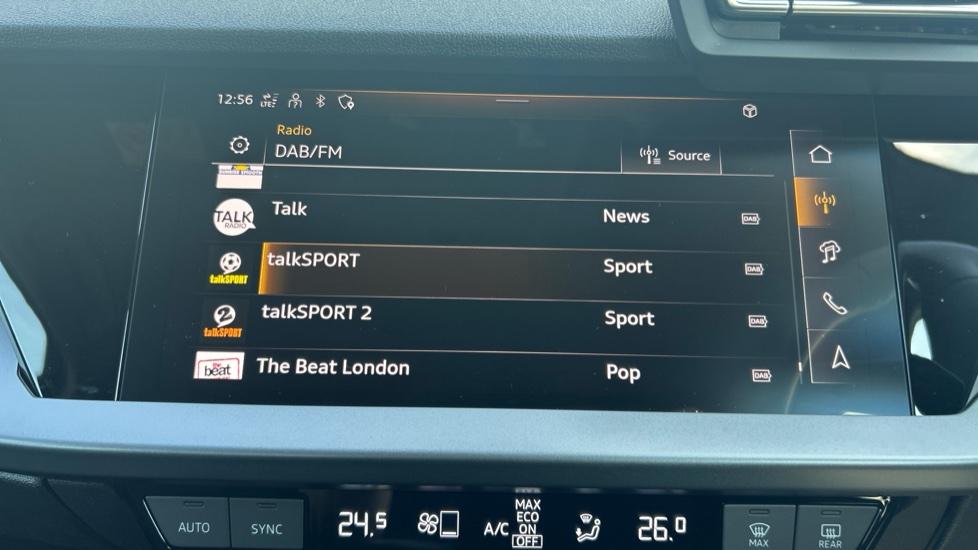 12:56 LTE
Radio
DAB/FM
Source
TALK RADIO Talk News DAB
talkSPORT talkSPORT Sport DAB
2 talkSPORT talkSPORT 2 Sport DAB
the beat The Beat London Pop DAB
AUTO SYNC 24.5 A/C MAX ECO ON OFF 26.0 MAX REAR